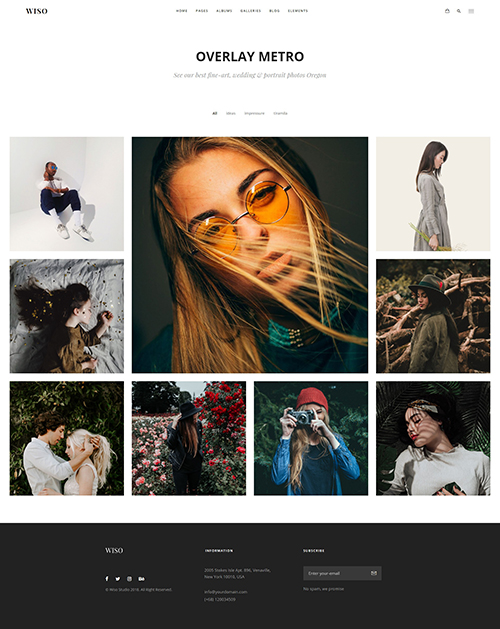 WISO
HOME PAGES ALBUMS GALLERIES BLOG ELEMENTS
OVERLAY METRO
See our best fine-art, wedding & portrait photos Oregon
All Ideas Impressive Insanilla
WISO
INFORMATION
SUBSCRIBE
2005 Stokes Isle Apt. 896, Venaville,
New York 10010, USA
Enter your email
info@yourdomain.com
(+68) 120034509
No spam, we promise
© Wiso Studio 2018. All Right Reserved.